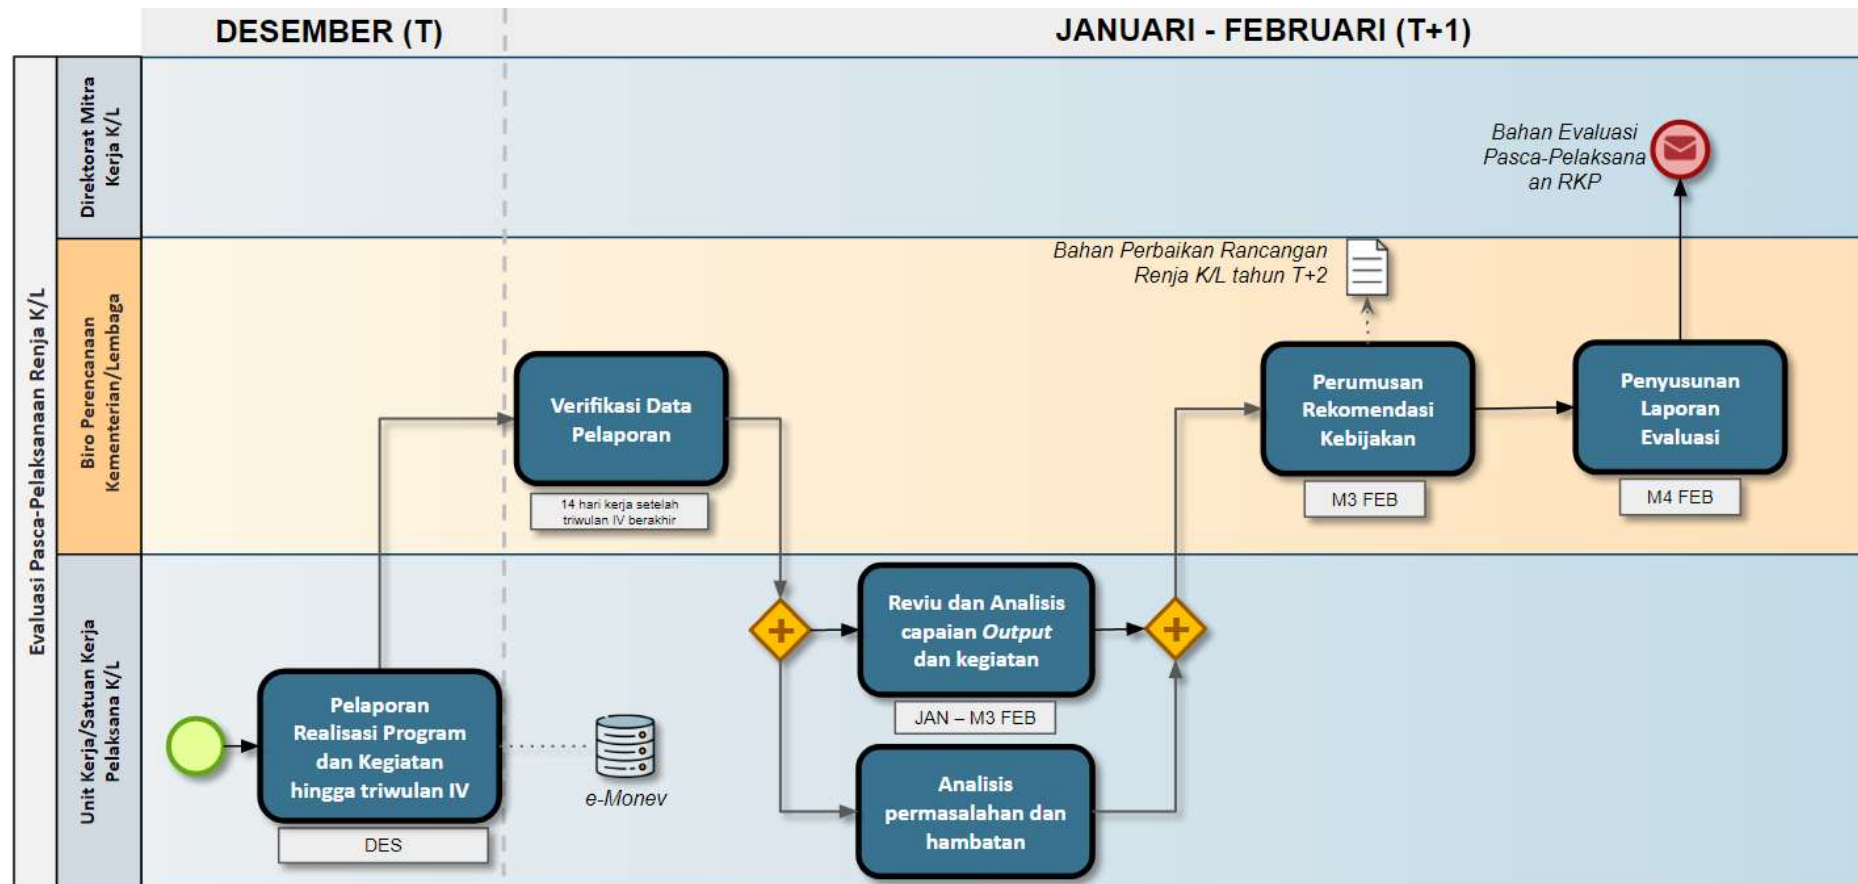 DESEMBER (T)
JANUARI - FEBRUARI (T+1)
Evaluasi Pasca-Pelaksanaan Renja K/L
Direktorat Mitra
Kerja K/L
Bahan Evaluasi
Pasca-Pelaksana
an RKP
Biro Perencanaan
Kementerian/Lembaga
Bahan Perbaikan Rancangan
Renja K/L tahun T+2
Verifikasi Data
Pelaporan
14 hari kerja setelah
triwulan IV berakhir
Perumusan
Rekomendasi
Kebijakan
M3 FEB
Penyusunan
Laporan
Evaluasi
M4 FEB
Unit Kerja/Satuan Kerja
Pelaksana K/L
Pelaporan
Realisasi Program
dan Kegiatan
hingga triwulan IV
DES
e-Monev
Reviu dan Analisis
capaian Output
dan kegiatan
JAN – M3 FEB
Analisis
permasalahan dan
hambatan